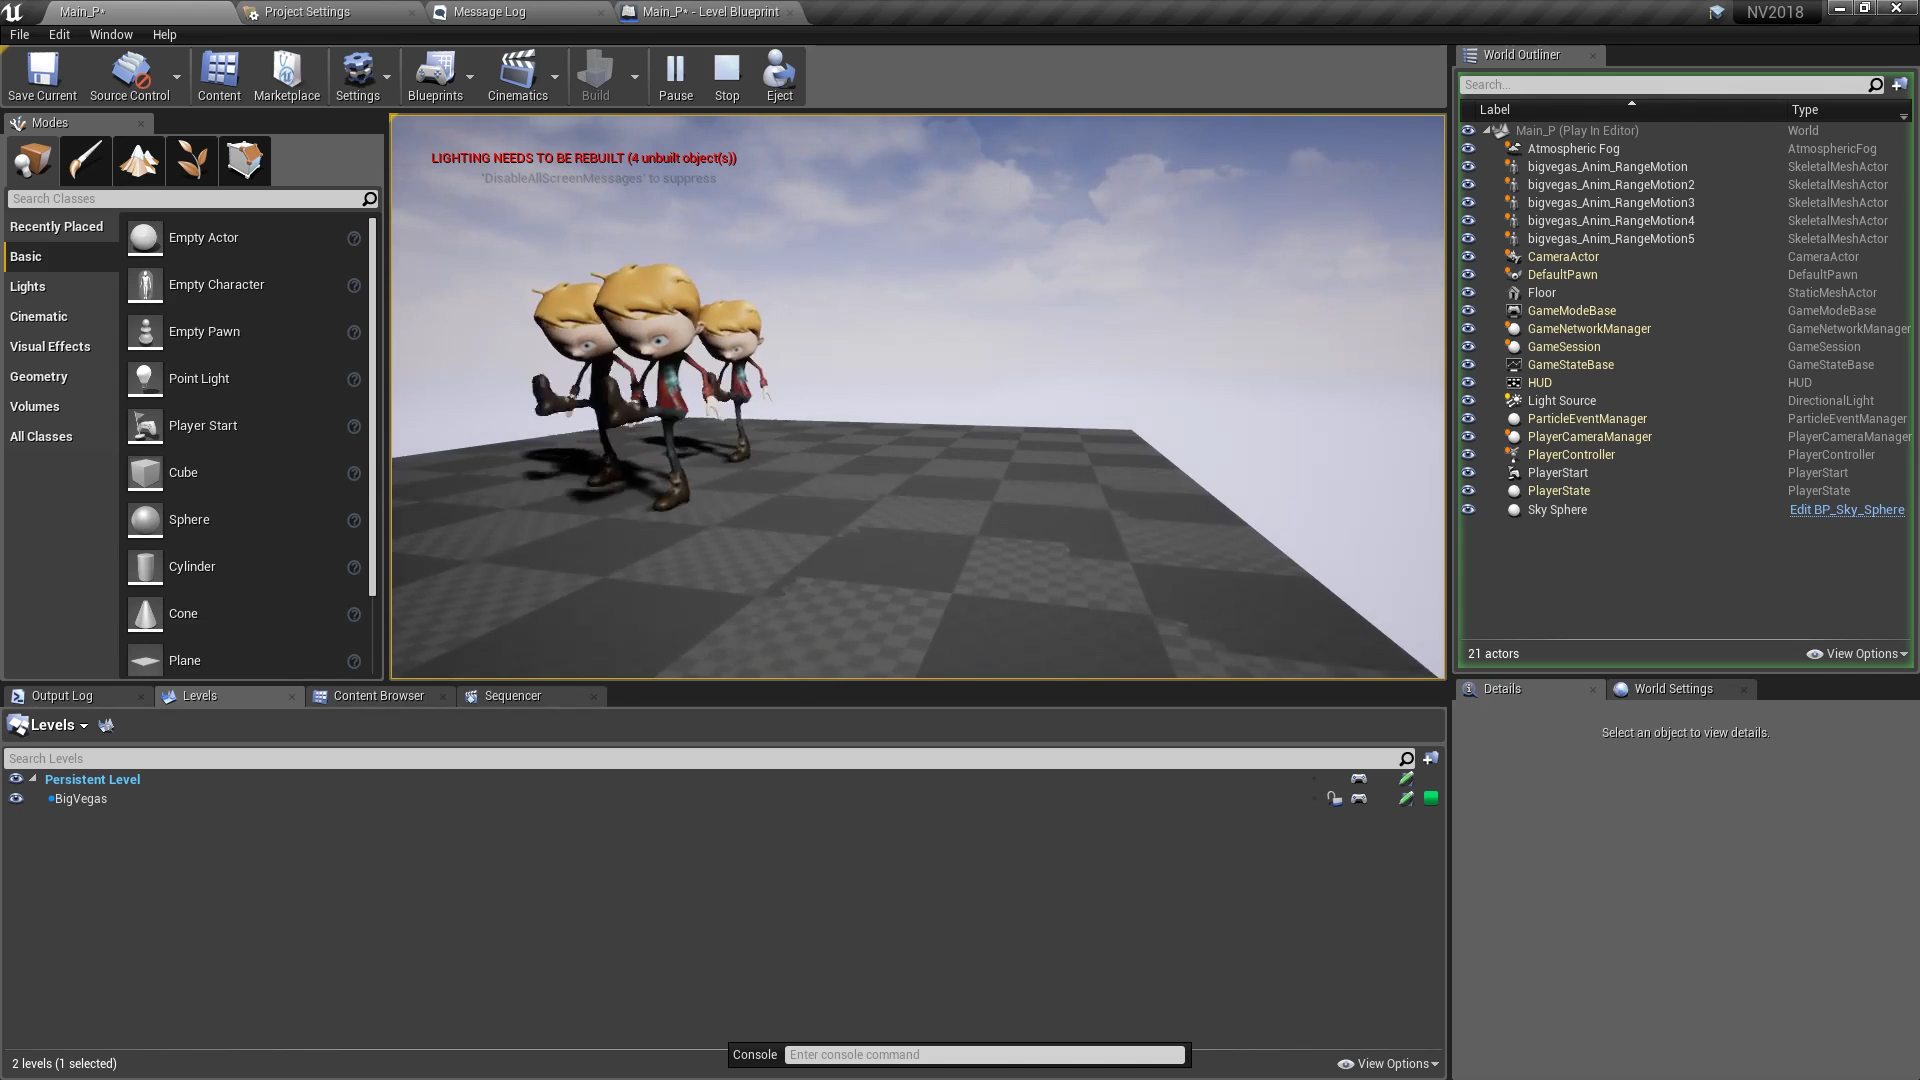 Main_P*
Project Settings
Message Log
Main_P* - Level Blueprint
NV2018
File Edit Window Help
Save Current
Source Control
Content
Marketplace
Settings
Blueprints
Cinematics
Build
Pause
Stop
Eject
Modes
Search Classes
Recently Placed
Basic
Lights
Cinematic
Visual Effects
Geometry
Volumes
All Classes
Empty Actor
Empty Character
Empty Pawn
Point Light
Player Start
Cube
Sphere
Cylinder
Cone
Plane
LIGHTING NEEDS TO BE REBUILT (4 unbuilt object(s))
'DisableAllScreenMessages' to suppress
World Outliner
Search...
Label Type
Main_P (Play In Editor) World
Atmospheric Fog AtmosphericFog
bigvegas_Anim_RangeMotion SkeletalMeshActor
bigvegas_Anim_RangeMotion2 SkeletalMeshActor
bigvegas_Anim_RangeMotion3 SkeletalMeshActor
bigvegas_Anim_RangeMotion4 SkeletalMeshActor
bigvegas_Anim_RangeMotion5 SkeletalMeshActor
CameraActor CameraActor
DefaultPawn DefaultPawn
Floor StaticMeshActor
GameModeBase GameModeBase
GameNetworkManager GameNetworkManager
GameSession GameSession
GameStateBase GameStateBase
HUD HUD
Light Source DirectionalLight
ParticleEventManager ParticleEventManager
PlayerCameraManager PlayerCameraManager
PlayerController PlayerController
PlayerStart PlayerStart
PlayerState PlayerState
Sky Sphere Edit BP_Sky_Sphere
21 actors
View Options
Output Log
Levels
Content Browser
Sequencer
Levels
Search Levels
Persistent Level
BigVegas
2 levels (1 selected)
Console Enter console command
View Options
Details
World Settings
Select an object to view details.